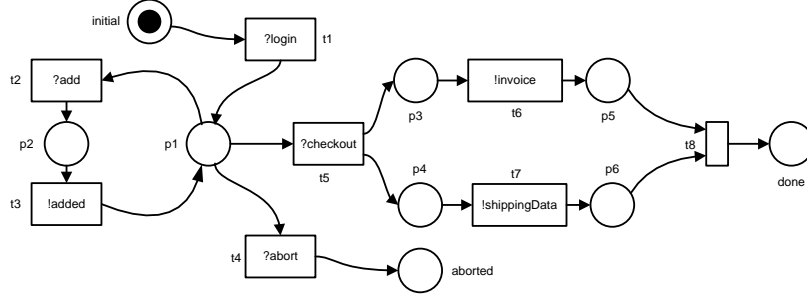 initial
?login
t1
t2
?add
p2
t3
!added
p1
?checkout
t5
t4
?abort
aborted
p3
!invoice
t6
p5
p4
t7
!shippingData
p6
t8
done